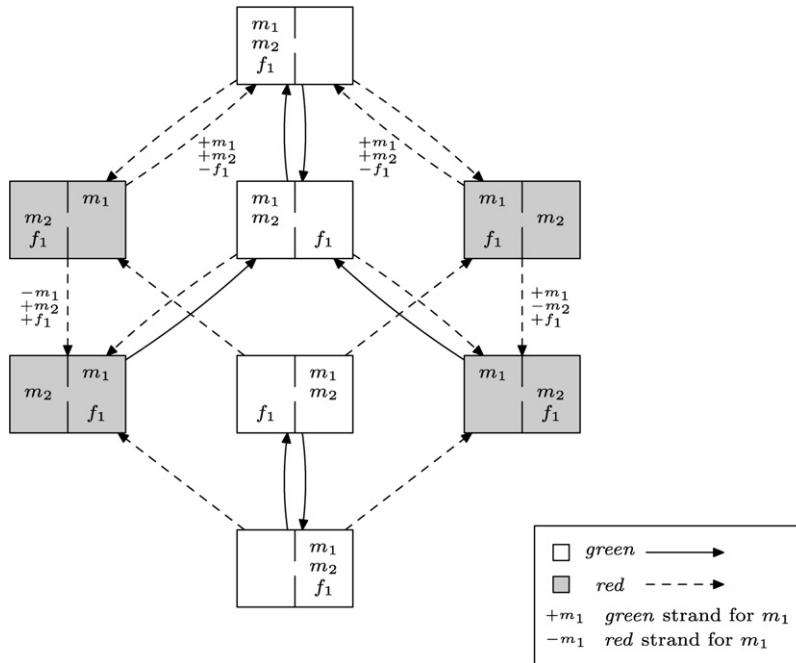 m₁
m₂
f₁
+m₁
+m₂
-f₁
+m₁
+m₂
-f₁
m₁
m₂
f₁
m₁
m₂
f₁
m₁
m₂
f₁
-m₁
+m₂
+f₁
+m₁
-m₂
+f₁
m₁
m₂
f₁
m₁
m₂
f₁
m₁
m₂
f₁
m₁
m₂
f₁
green
red
+m₁ green strand for m₁
-m₁ red strand for m₁